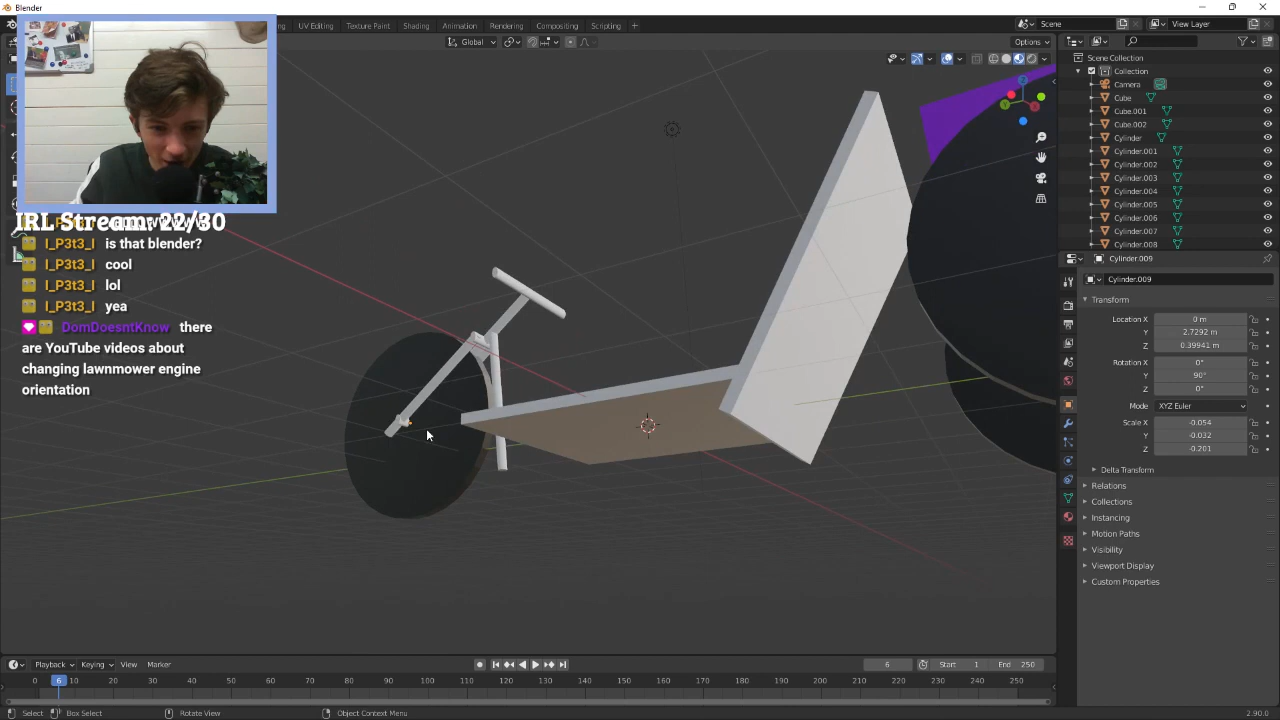 Blender
UV Editing
Texture Paint
Shading
Animation
Rendering
Compositing
Scripting
+
Scene
View Layer
Global
Options
Scene Collection
Collection
Camera
Cube
Cube.001
Cube.002
Cylinder
Cylinder.001
Cylinder.002
Cylinder.003
Cylinder.004
Cylinder.005
Cylinder.006
Cylinder.007
Cylinder.008
IRL Stream: 22/30
I_P3t3_I is that blender?
I_P3t3_I cool
I_P3t3_I lol
I_P3t3_I yea
DomDoesntKnow there
are YouTube videos about
changing lawnmower engine
orientation
Cylinder.009
Cylinder.009
Transform
Location X 0 m
Y 2.7292 m
Z 0.39941 m
Rotation X 0°
Y 90°
Z 0°
Mode XYZ Euler
Scale X -0.054
Y -0.032
Z -0.201
Delta Transform
Relations
Collections
Instancing
Motion Paths
Visibility
Viewport Display
Custom Properties
Playback Keying View Marker
6 Start 1 End 250
0 6 10 20 30 40 50 60 70 80 90 100 110 120 130 140 150 160 170 180 190 200 210 220 230 240 250
Select Box Select Rotate View Object Context Menu
2.90.0